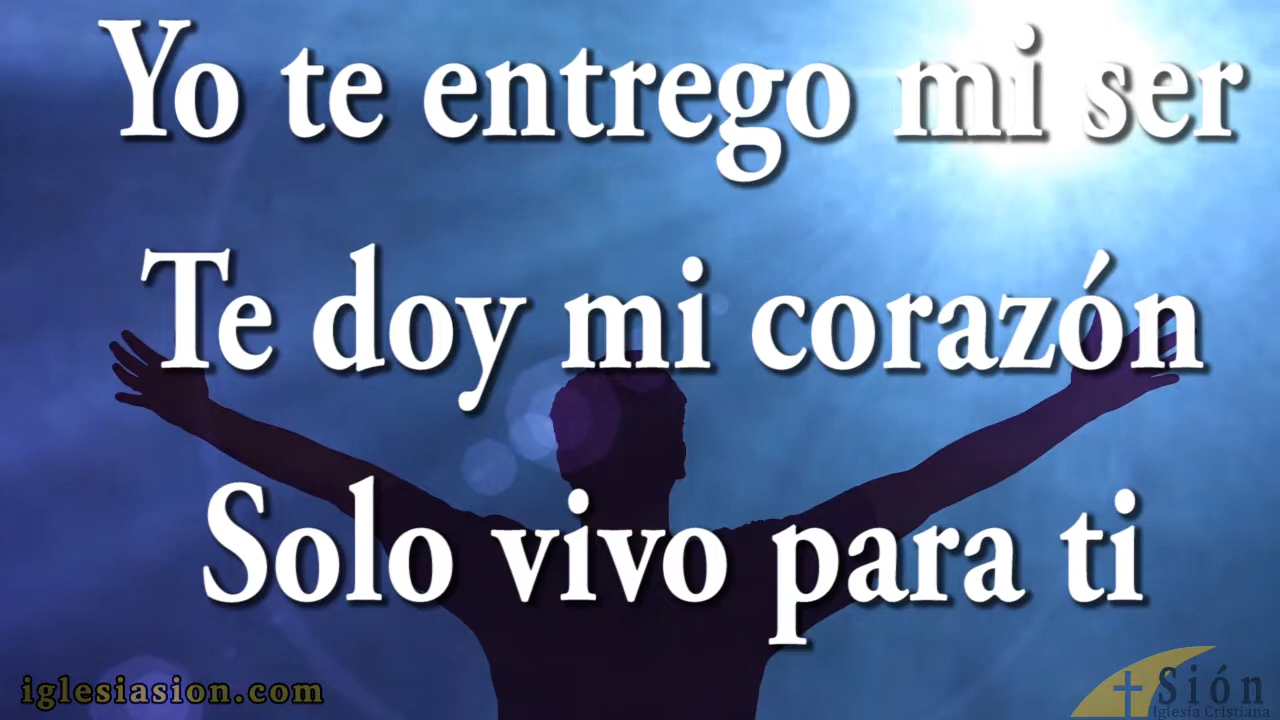 Yo te entrego mi ser
Te doy mi corazón
Solo vivo para ti
iglesiasion.com
Sión
Iglesia Cristiana